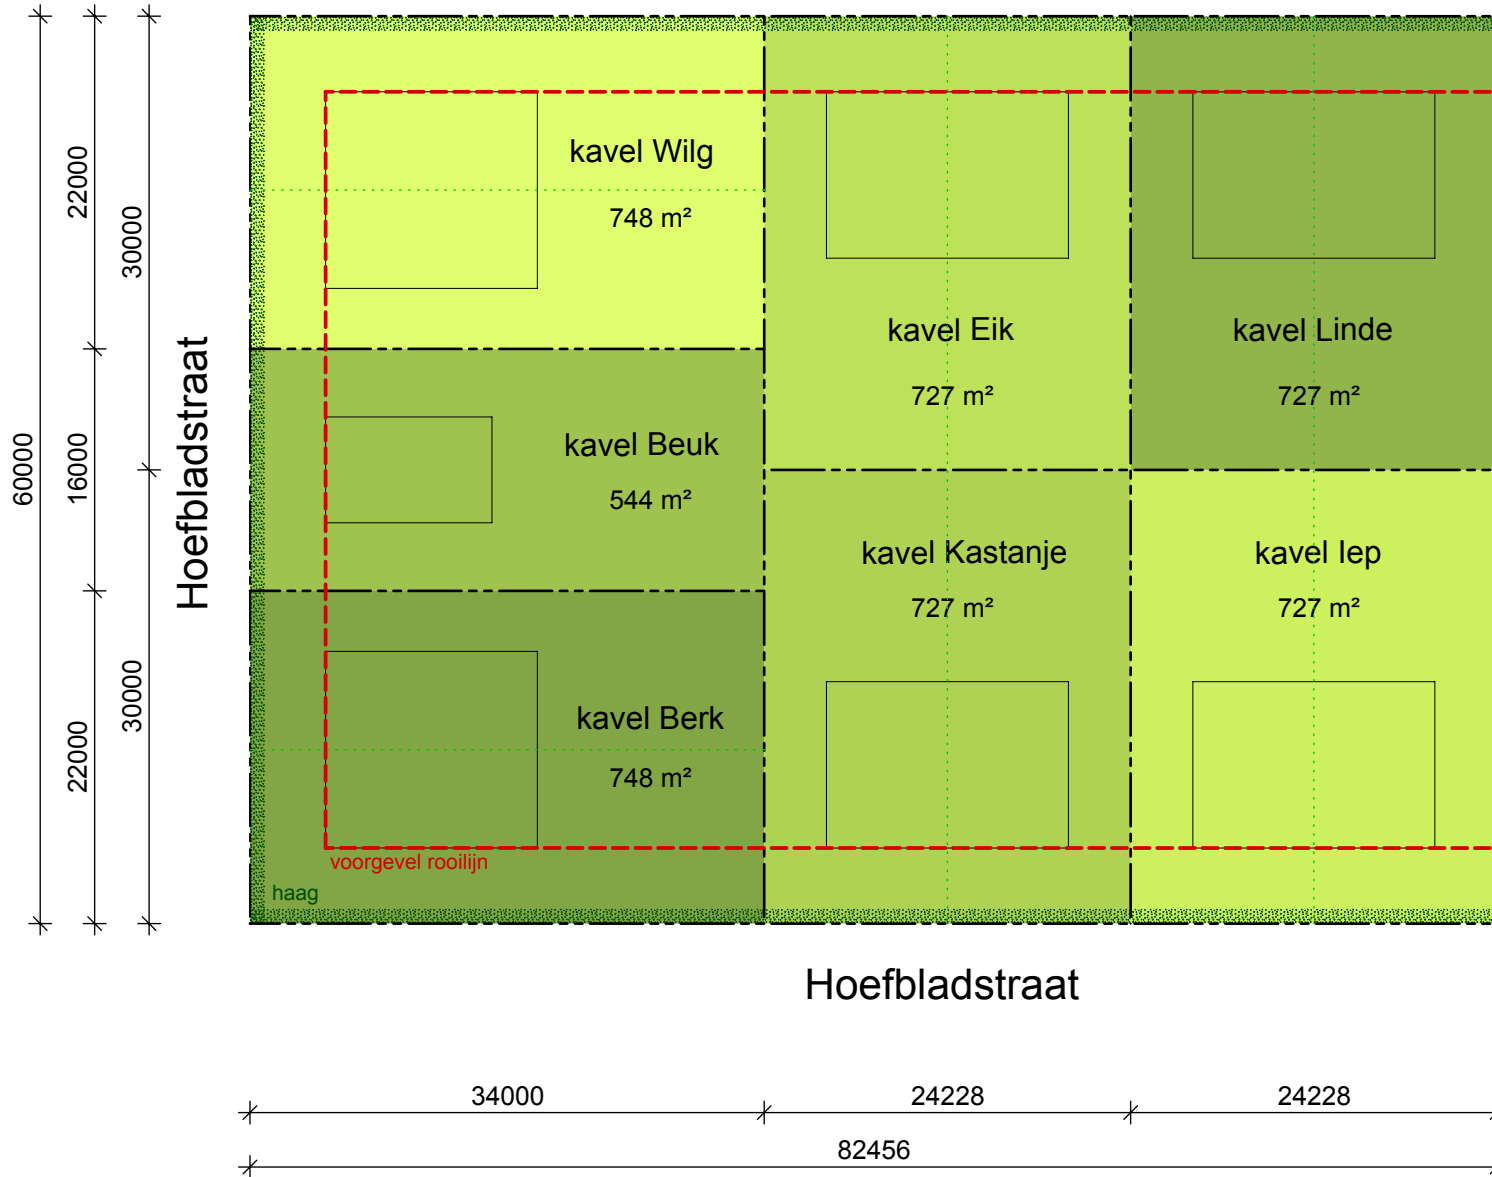 22000
30000
kavel Wilg
748 m²
kavel Eik
727 m²
kavel Linde
727 m²
60000
16000
Hoefbladstraat
kavel Beuk
544 m²
kavel Kastanje
727 m²
kavel Iep
727 m²
22000
30000
kavel Berk
748 m²
voorgevel rooilijn
haag
Hoefbladstraat
34000
24228
24228
82456